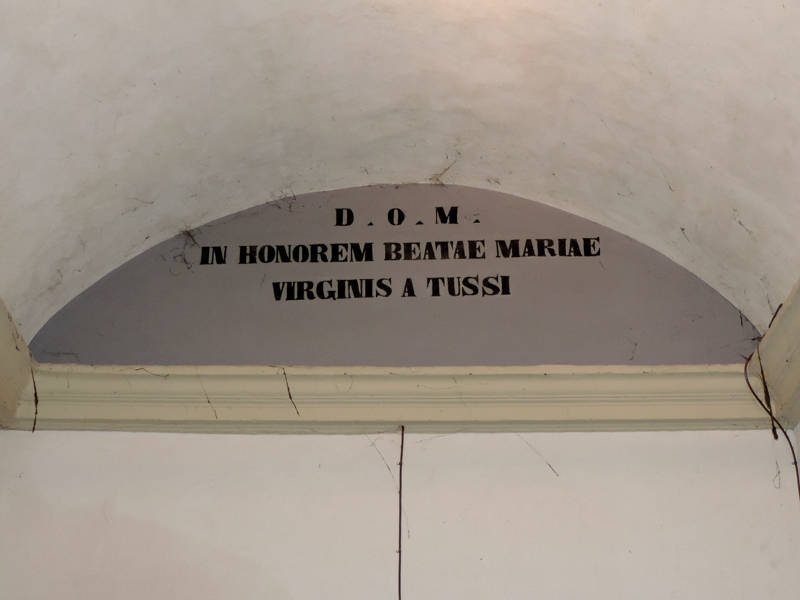 D . O . M .
IN HONOREM BEATAE MARIAE
VIRGINIS A TUSSI